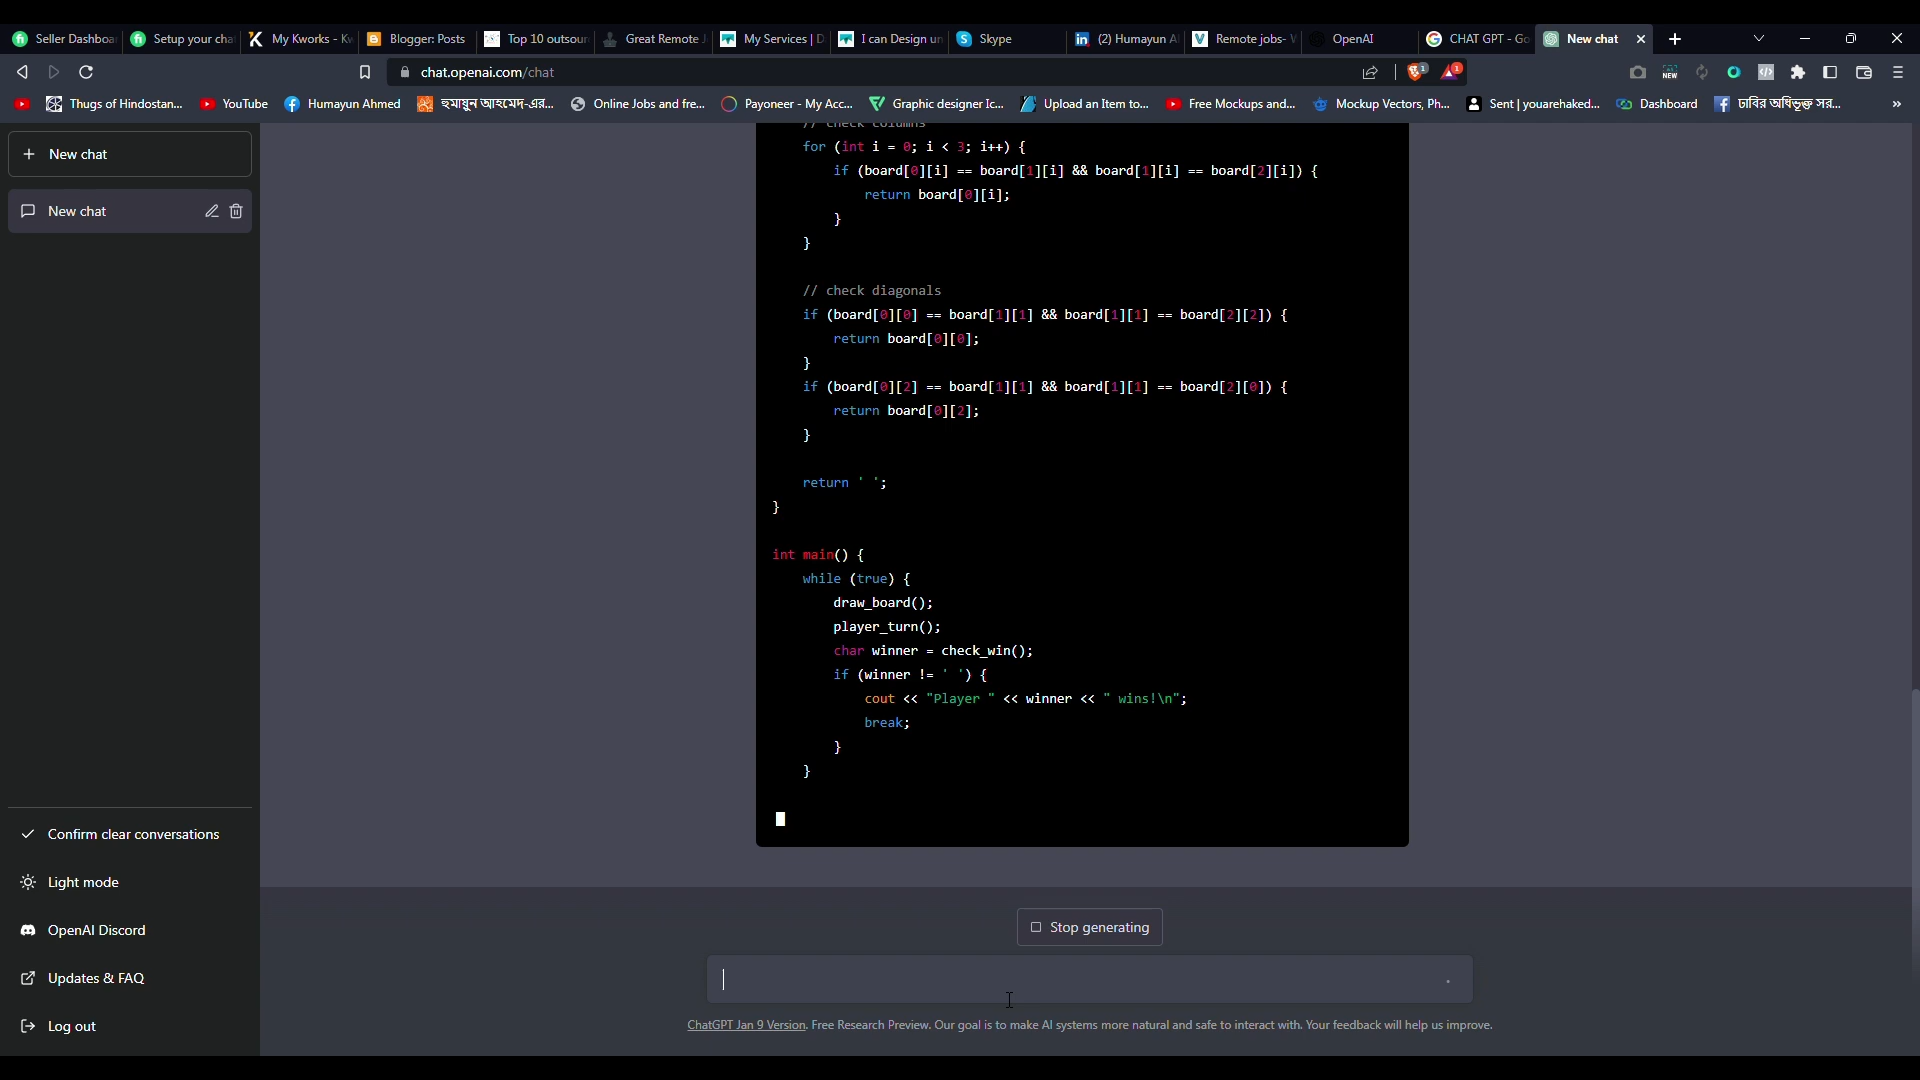 Seller Dashboa
Setup your cha
My Kworks - Kw
Blogger: Posts
Top 10 outsour
Great Remote J
My Services | D
I can Design un
Skype
(2) Humayun A
Remote jobs- W
OpenAI
CHAT GPT - Go
New chat
chat.openai.com/chat
Thugs of Hindostan...
YouTube
Humayun Ahmed
হুমায়ুন আহমেদ-এর...
Online Jobs and fre...
Payoneer - My Acc...
Graphic designer Ic...
Upload an Item to...
Free Mockups and...
Mockup Vectors, Ph...
Sent | youarehaked...
Dashboard
ঢাবির অধিভুক্ত সর...
New chat
New chat
// check columns
for (int i = 0; i < 3; i++) {
if (board[0][i] == board[1][i] && board[1][i] == board[2][i]) {
return board[0][i];
}
}
// check diagonals
if (board[0][0] == board[1][1] && board[1][1] == board[2][2]) {
return board[0][0];
}
if (board[0][2] == board[1][1] && board[1][1] == board[2][0]) {
return board[0][2];
}
return ' ';
}
int main() {
while (true) {
draw_board();
player_turn();
char winner = check_win();
if (winner != ' ') {
cout << "Player " << winner << " wins!\n";
break;
}
}
Confirm clear conversations
Light mode
OpenAI Discord
Updates & FAQ
Log out
Stop generating
ChatGPT Jan 9 Version. Free Research Preview. Our goal is to make AI systems more natural and safe to interact with. Your feedback will help us improve.